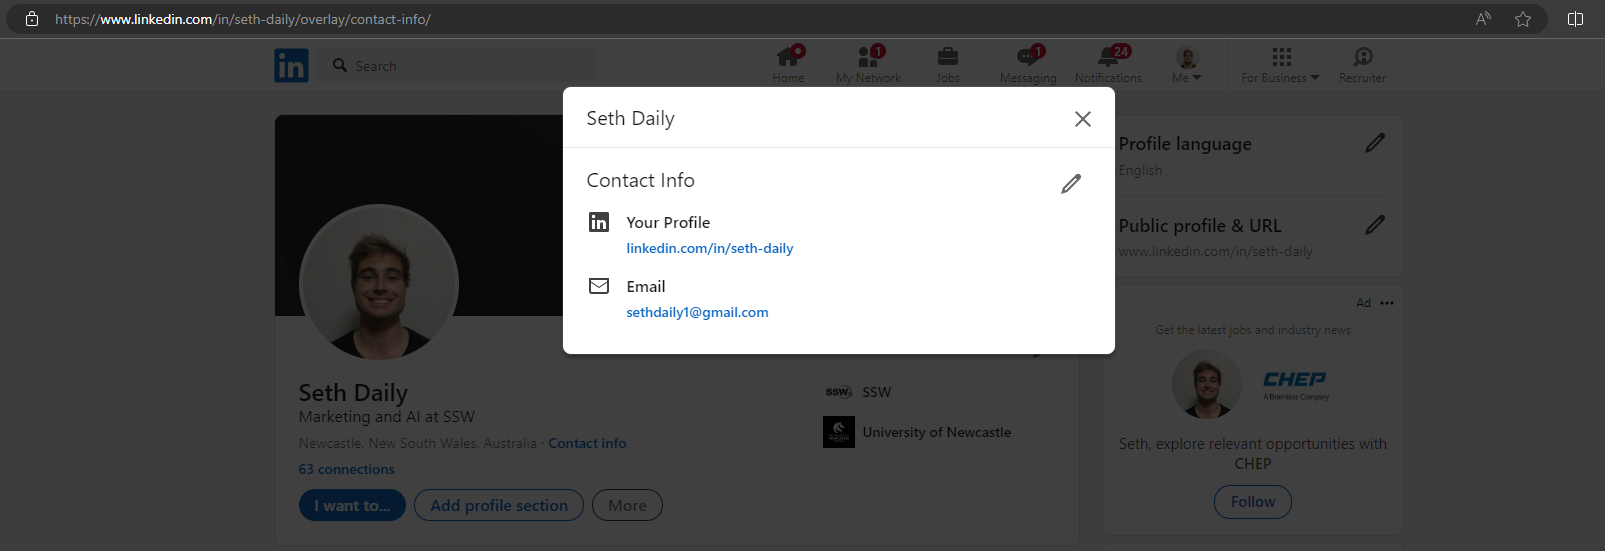 https://www.linkedin.com/in/seth-daily/overlay/contact-info/
in
Search
Home
1
My Network
Jobs
1
Messaging
24
Notifications
Me
For Business
Recruiter
Seth Daily
Contact Info
Your Profile
linkedin.com/in/seth-daily
Email
sethdaily1@gmail.com
Seth Daily
Marketing and AI at SSW
Newcastle, New South Wales, Australia · Contact info
63 connections
I want to...
Add profile section
More
SSW
SSW
University of Newcastle
Profile language
English
Public profile & URL
www.linkedin.com/in/seth-daily
Ad
Get the latest jobs and industry news
CHEP
A Brambles Company
Seth, explore relevant opportunities with
CHEP
Follow